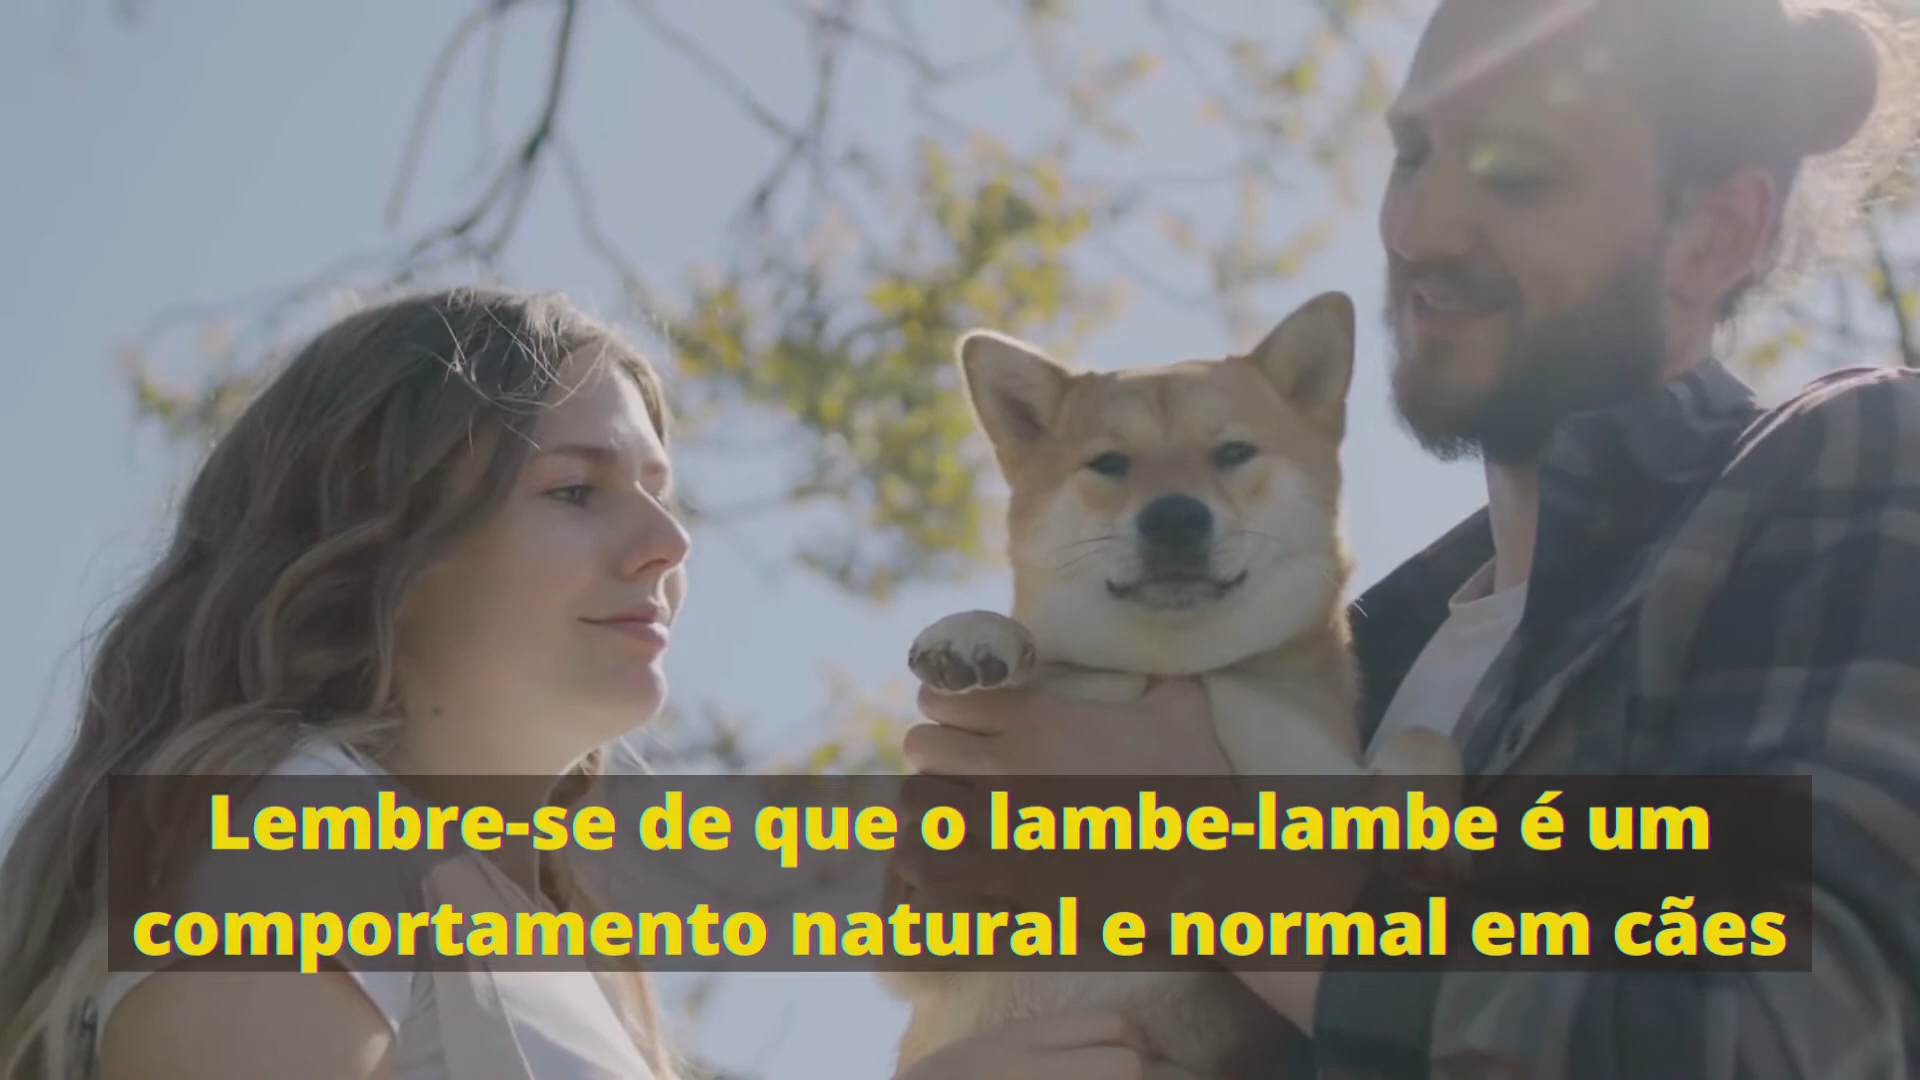 Lembre-se de que o lambe-lambe é um
comportamento natural e normal em cães